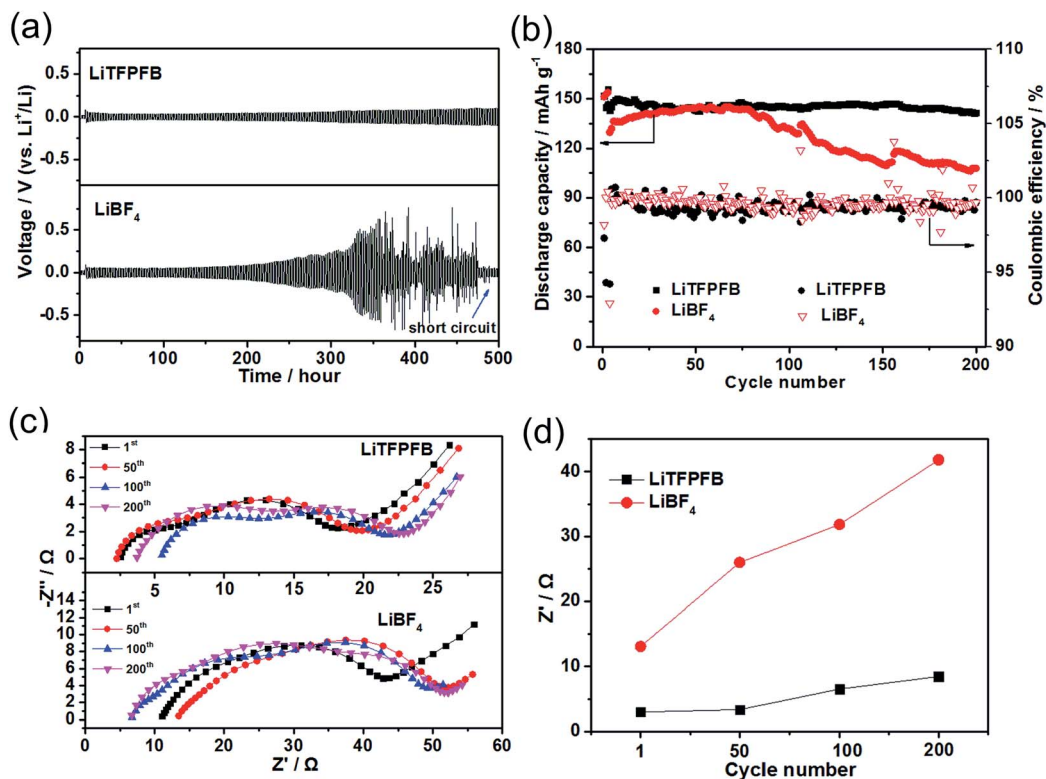 (a)
LiTFPFB
LiBF4
short circuit
0.5
0.0
-0.5
0.5
0.0
-0.5
Voltage / V (vs. Li+/Li)
0 100 200 300 400 500
Time / hour
(b)
180
150
120
90
60
30
0
Discharge capacity / mAh g-1
110
105
100
95
90
Coulombic efficiency / %
LiTFPFB LiTFPFB
LiBF4 LiBF4
0 50 100 150 200
Cycle number
(c)
1st
50th
100th
200th
LiTFPFB
8
6
4
2
0
5 10 15 20 25
-Z'' / Ω
1st
50th
100th
200th
LiBF4
14
12
10
8
6
4
2
0
0 10 20 30 40 50 60
Z' / Ω
(d)
LiTFPFB
LiBF4
40
30
20
10
0
Z' / Ω
1 50 100 200
Cycle number